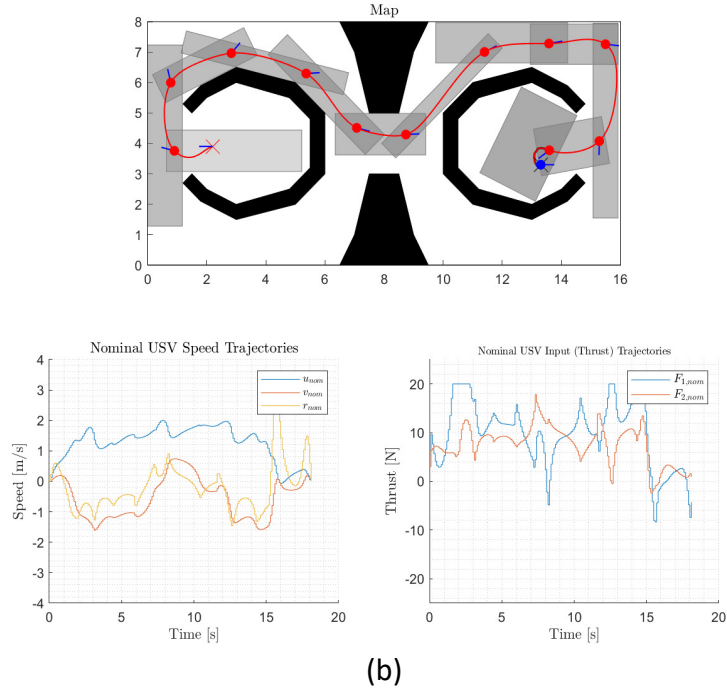 Map
8
7
6
5
4
3
2
1
0
0 2 4 6 8 10 12 14 16
Nominal USV Speed Trajectories
Speed [m/s]
4
3
2
1
0
-1
-2
-3
-4
0 5 10 15 20
Time [s]
u_nom
v_nom
r_nom
Nominal USV Input (Thrust) Trajectories
Thrust [N]
20
10
0
-10
-20
0 5 10 15 20
Time [s]
F_1,nom
F_2,nom
(b)